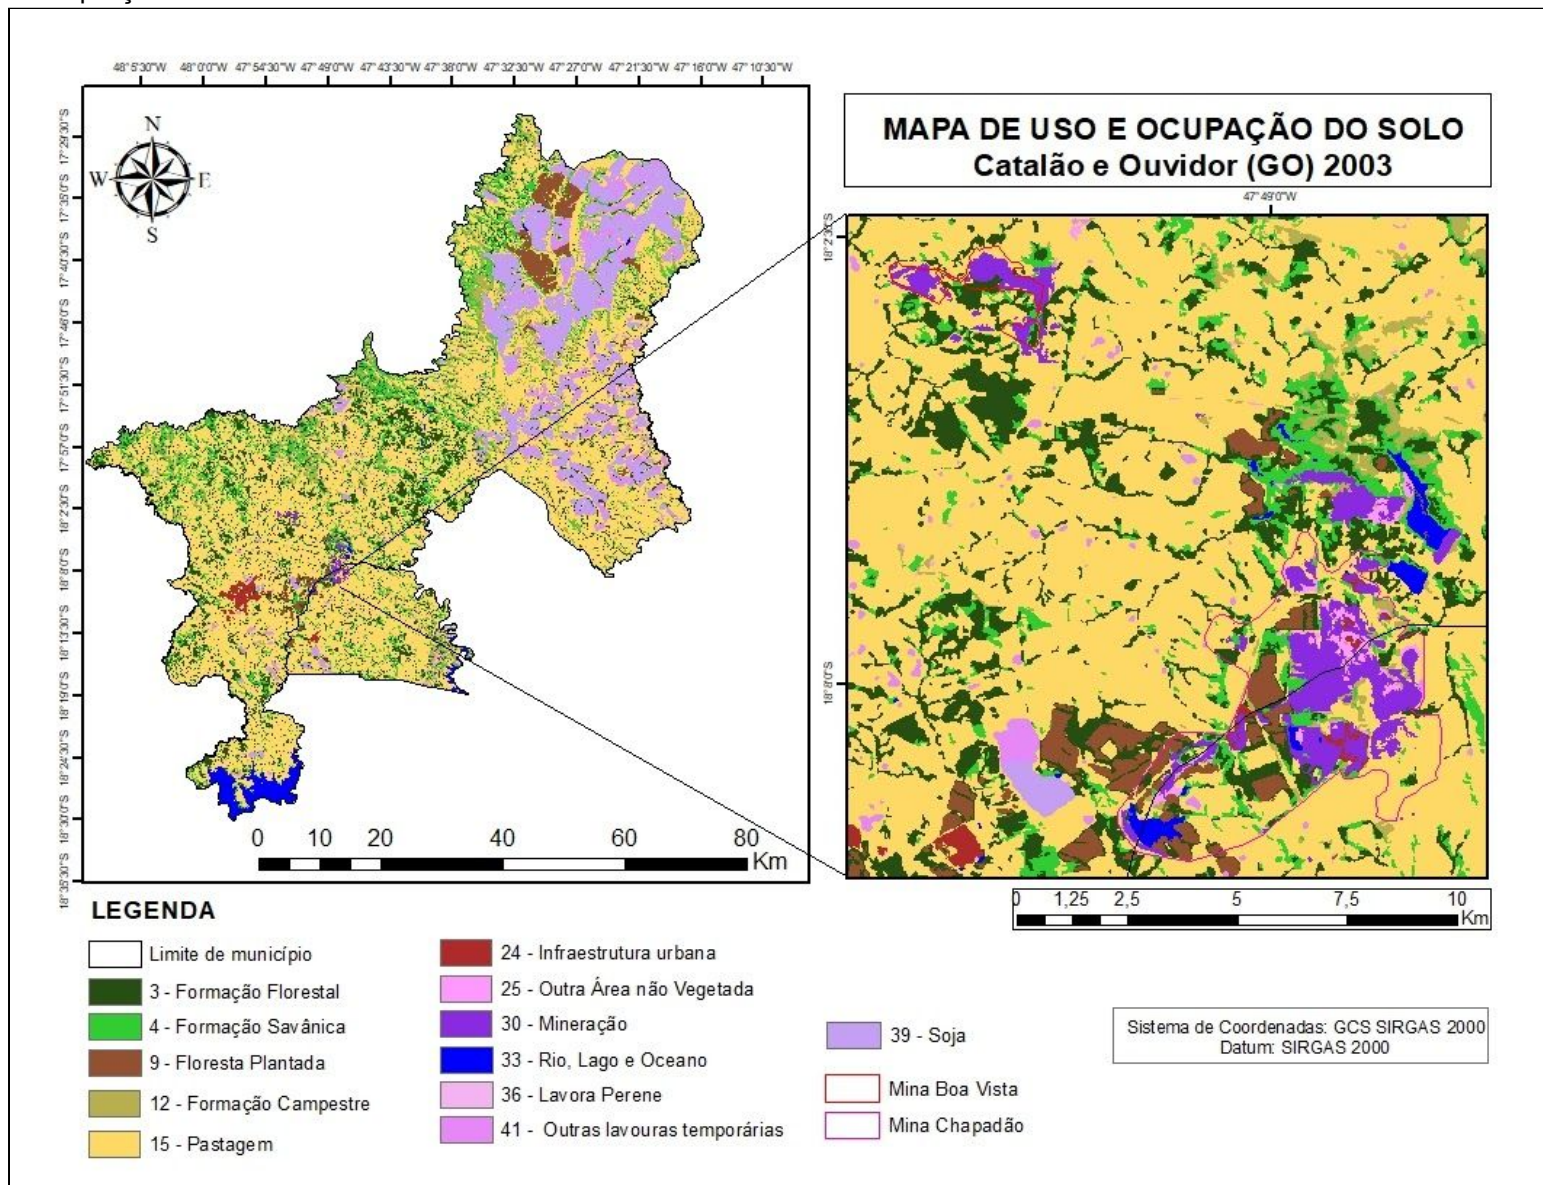 48°5'30"W 48°0'0"W 47°54'30"W 47°49'0"W 47°43'30"W 47°38'0"W 47°32'30"W 47°27'0"W 47°21'30"W 47°16'0"W 47°10'30"W
N
W E
S
17°29'30"S
17°35'0"S
17°40'30"S
17°46'0"S
17°51'30"S
17°57'0"S
18°2'30"S
18°8'0"S
18°13'30"S
18°19'0"S
18°24'30"S
18°30'0"S
18°35'30"S
0 10 20 40 60 80
Km
MAPA DE USO E OCUPAÇÃO DO SOLO
Catalão e Ouvidor (GO) 2003
47°49'0"W
18°2'30"S
18°8'0"S
0 1,25 2,5 5 7,5 10
Km
LEGENDA
Limite de município
3 - Formação Florestal
4 - Formação Savânica
9 - Floresta Plantada
12 - Formação Campestre
15 - Pastagem
24 - Infraestrutura urbana
25 - Outra Área não Vegetada
30 - Mineração
33 - Rio, Lago e Oceano
36 - Lavora Perene
41 - Outras lavouras temporárias
39 - Soja
Mina Boa Vista
Mina Chapadão
Sistema de Coordenadas: GCS SIRGAS 2000
Datum: SIRGAS 2000